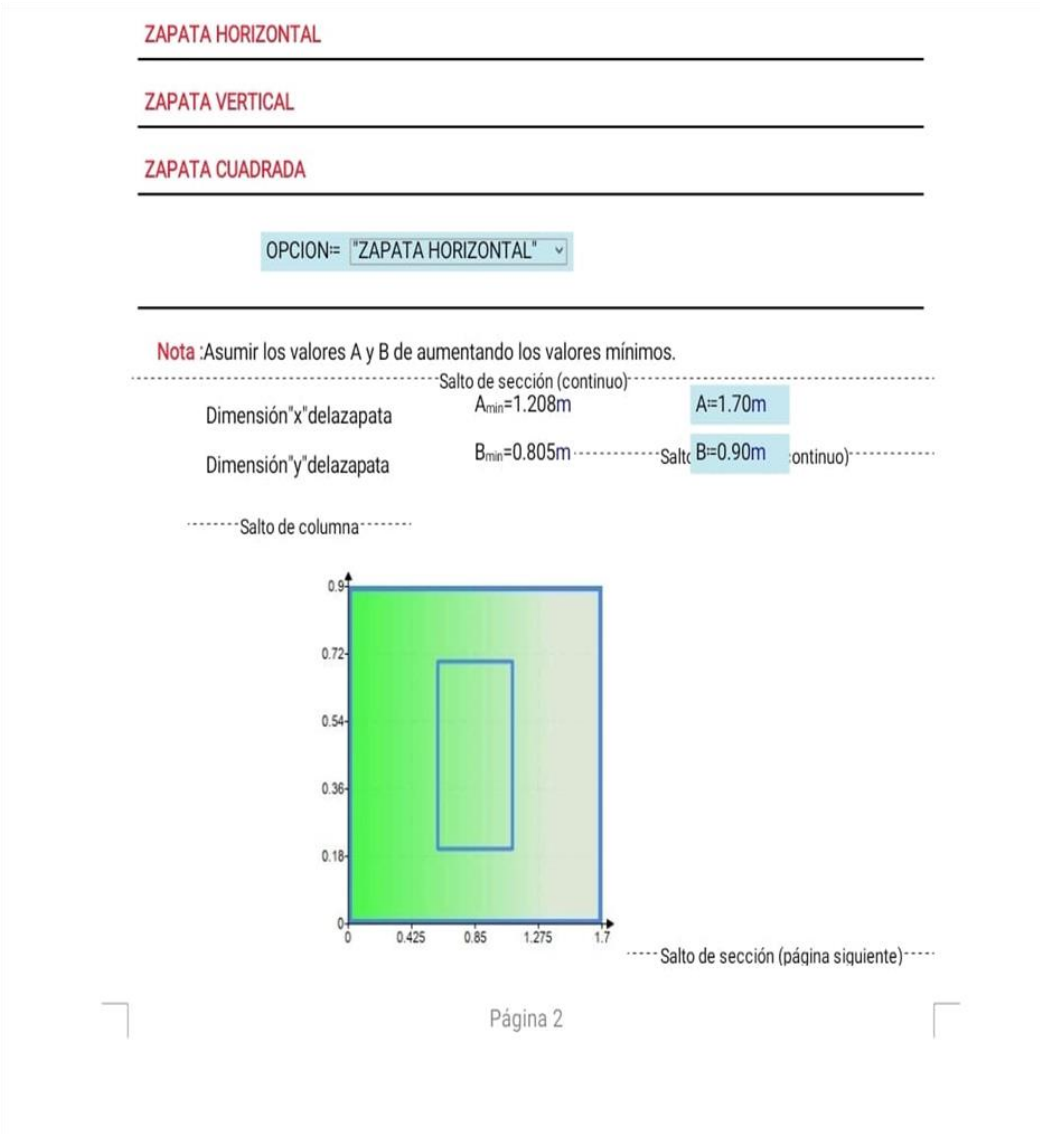 ZAPATA HORIZONTAL
ZAPATA VERTICAL
ZAPATA CUADRADA
OPCION:= "ZAPATA HORIZONTAL"
Nota :Asumir los valores A y B de aumentando los valores mínimos.
Salto de sección (continuo)
Dimensión"x"delazapata
Amin=1.208m
A:=1.70m
Dimensión"y"delazapata
Bmin=0.805m
Salto B:=0.90m ontinuo)
Salto de columna
0.9
0.72
0.54
0.36
0.18
0
0 0.425 0.85 1.275 1.7
Salto de sección (página siguiente)
Página 2